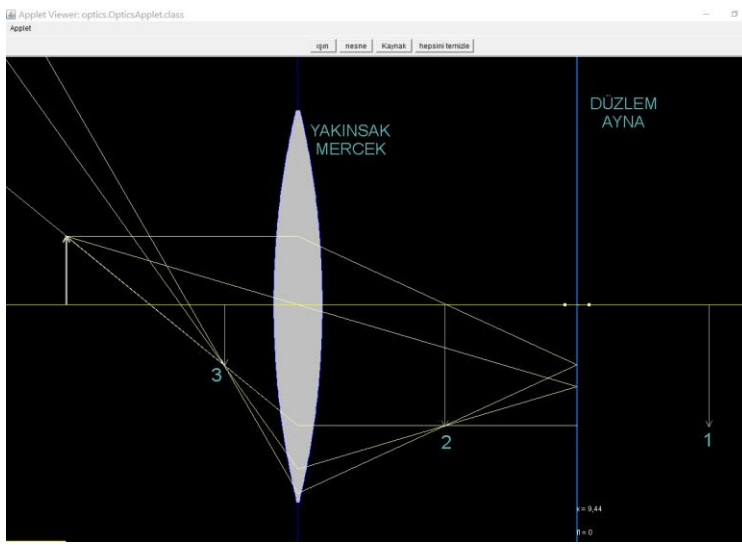 Applet Viewer: optics.OpticsApplet.class
Applet
ışın nesne Kaynak hepsini temizle
YAKINSAK
MERCEK
DÜZLEM
AYNA
3
2
1
x = 9,44
fl = 0